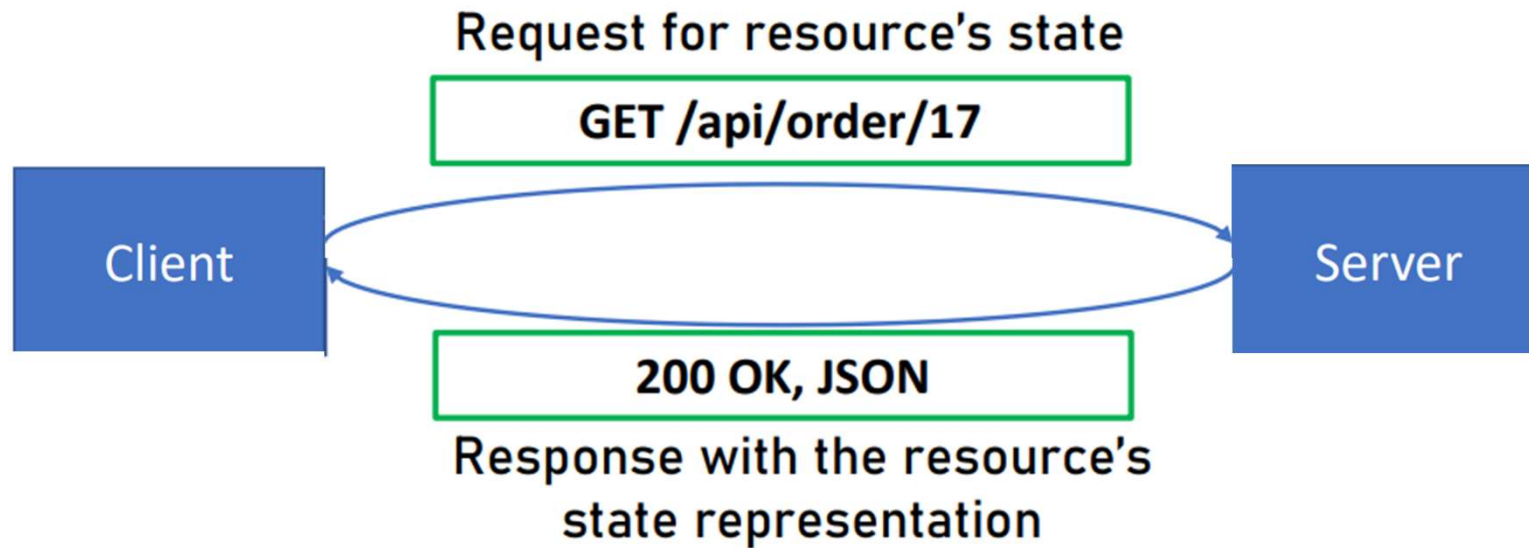 Request for resource's state
GET /api/order/17
Client
Server
200 OK, JSON
Response with the resource's
state representation